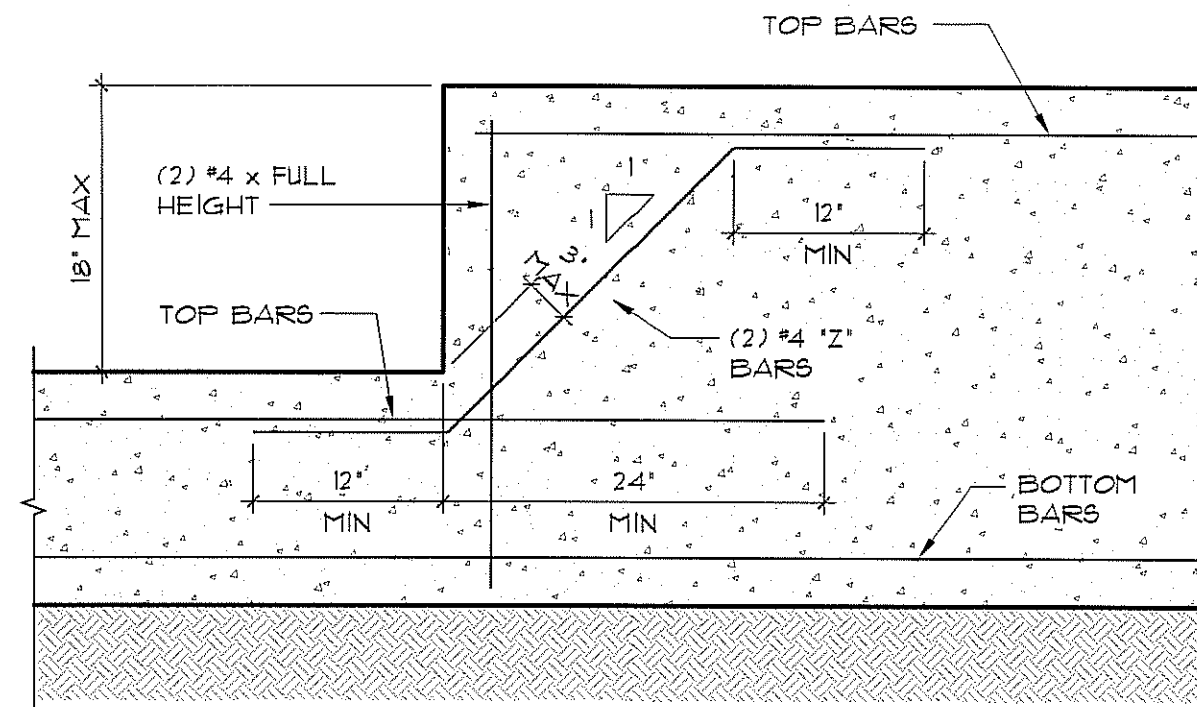 TOP BARS
(2) #4 x FULL
HEIGHT
18" MAX
1
1
12"
MIN
3"
MAX
TOP BARS
(2) #4 "Z"
BARS
12"
MIN
24"
MIN
BOTTOM
BARS